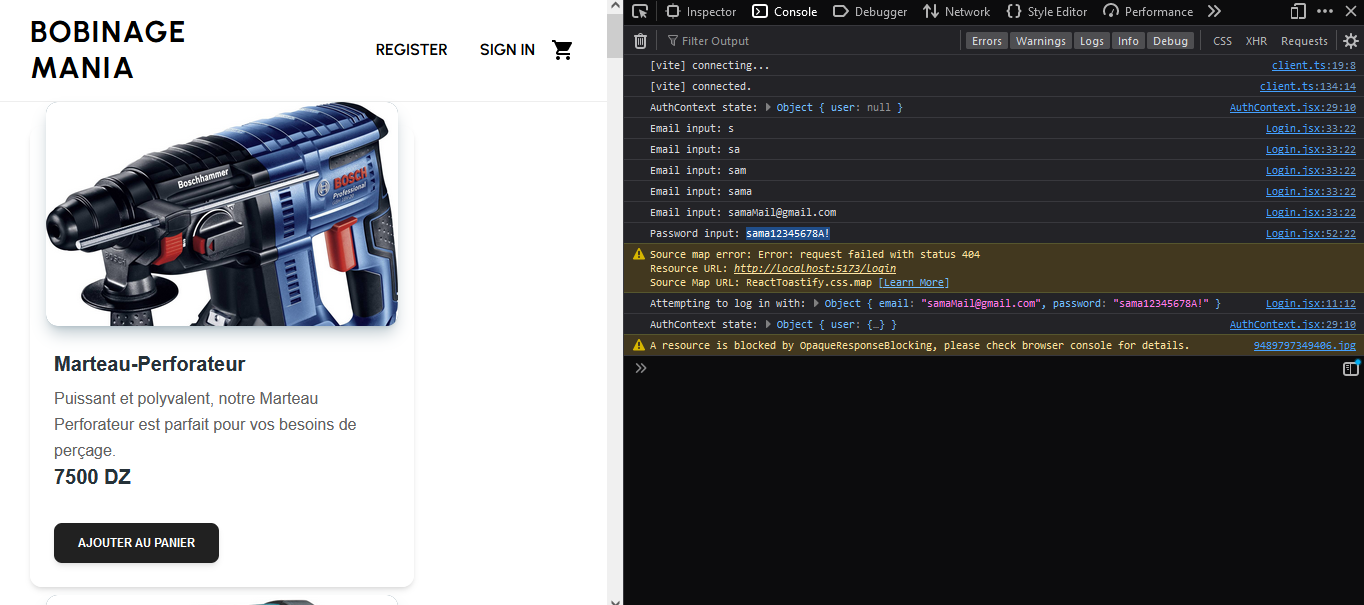 BOBINAGE
MANIA
REGISTER
SIGN IN
Boschhammer
BOSCH
Professional
Marteau-Perforator
Puissant et polyvalent, notre Marteau
Perforateur est parfait pour vos besoins de
perçage.
7500 DZ
AJOUTER AU PANIER
Inspector
Console
Debugger
Network
Style Editor
Performance
Filter Output
Errors
Warnings
Logs
Info
Debug
CSS
XHR
Requests
[vite] connecting... client.ts:19:8
[vite] connected. client.ts:134:14
AuthContext state: Object { user: null } AuthContext.jsx:29:10
Email input: s Login.jsx:33:22
Email input: sa Login.jsx:33:22
Email input: sam Login.jsx:33:22
Email input: sama Login.jsx:33:22
Email input: samaMail@gmail.com Login.jsx:33:22
Password input: sama12345678A! Login.jsx:52:22
Source map error: Error: request failed with status 404
Resource URL: http://localhost:5173/login
Source Map URL: ReactToastify.css.map [Learn More]
Attempting to log in with: Object { email: "samaMail@gmail.com", password: "sama12345678A!" } Login.jsx:11:12
AuthContext state: Object { user: {…} } AuthContext.jsx:29:10
A resource is blocked by OpaqueResponseBlocking, please check browser console for details. 9489797349406.jpg